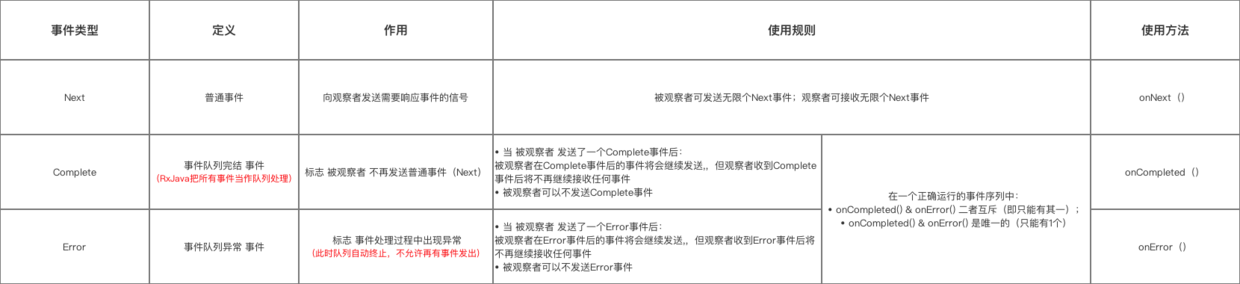 事件类型
定义
作用
使用规则
使用方法
Next
普通事件
向观察者发送需要响应事件的信号
被观察者可发送无限个Next事件；观察者可接收无限个Next事件
onNext（）
Complete
事件队列完结 事件
（RxJava把所有事件当作队列处理）
标志 被观察者 不再发送普通事件（Next）
• 当 被观察者 发送了一个Complete事件后：
被观察者在Complete事件后的事件将会继续发送,，但观察者收到Complete
事件后将不再继续接收任何事件
• 被观察者可以不发送Complete事件
在一个正确运行的事件序列中：
• onCompleted() & onError() 二者互斥（即只能有其一）；
• onCompleted() & onError() 是唯一的（只能有1个）
onCompleted（）
Error
事件队列异常 事件
标志 事件处理过程中出现异常
（此时队列自动终止，不允许再有事件发出）
• 当 被观察者 发送了一个Error事件后：
被观察者在Error事件后的事件将会继续发送,，但观察者收到Error事件后将
不再继续接收任何事件
• 被观察者可以不发送Error事件
onError（）